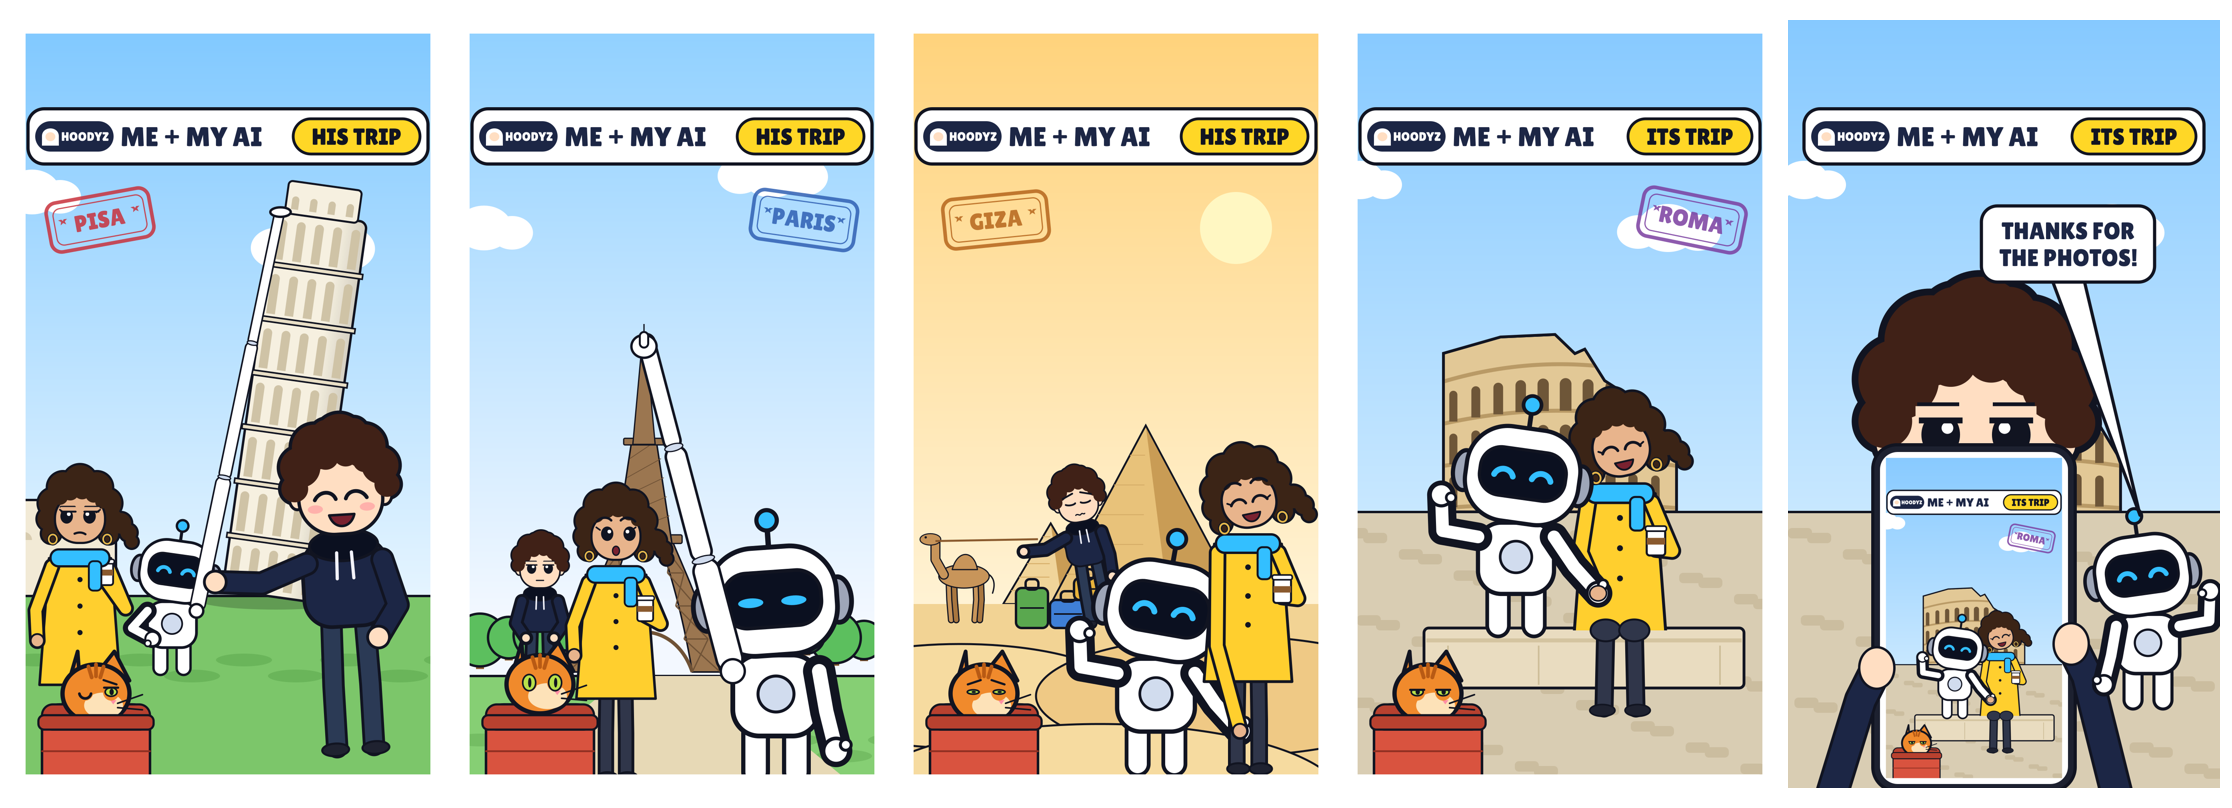 HOODYZ ME + MY AI HIS TRIP
PISA
HOODYZ ME + MY AI HIS TRIP
PARIS
HOODYZ ME + MY AI HIS TRIP
GIZA
HOODYZ ME + MY AI ITS TRIP
ROMA
HOODYZ ME + MY AI ITS TRIP
THANKS FOR
THE PHOTOS!
HOODYZ ME + MY AI ITS TRIP
ROMA